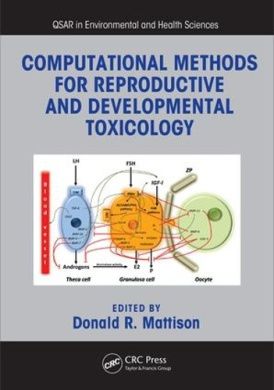 QSAR in Environmental and Health Sciences
COMPUTATIONAL METHODS
FOR REPRODUCTIVE
AND DEVELOPMENTAL
TOXICOLOGY
LH
FSH
ZP
IGF-I
Blood vessel
Androgens
E2
P
Theca cell
Granulosa cell
Oocyte
EDITED BY
Donald R. Mattison
CRC
CRC Press
Taylor & Francis Group